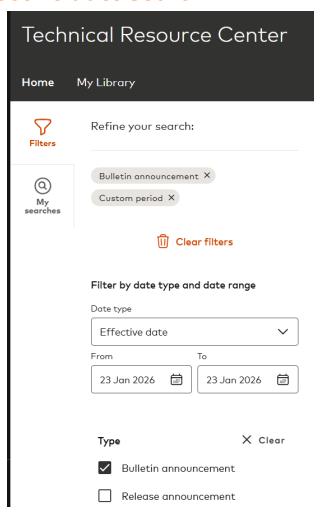 Technical Resource Center
Home My Library
Filters
Refine your search:
My searches
Bulletin announcement ×
Custom period ×
Clear filters
Filter by date type and date range
Date type
Effective date
From To
23 Jan 2026 23 Jan 2026
Type × Clear
Bulletin announcement
Release announcement